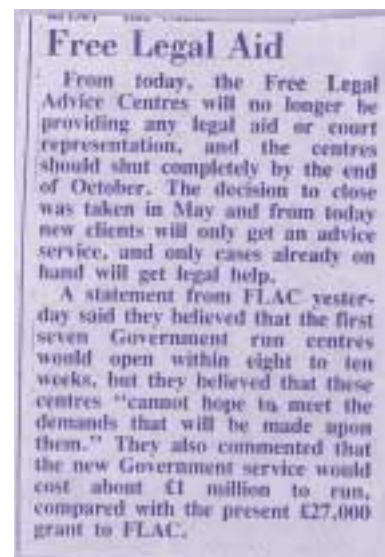 Free Legal Aid
From today, the Free Legal
Advice Centres will no longer be
providing any legal aid or court
representation, and the centres
should shut completely by the end
of October. The decision to close
was taken in May and from today
new clients will only get an advice
service, and only cases already on
hand will get legal help.
A statement from FLAC yester-
day said they believed that the first
seven Government run centres
would open within eight to ten
weeks, but they believed that these
centres “cannot hope to meet the
demands that will be made upon
them.” They also commented that
the new Government service would
cost about £1 million to run,
compared with the present £27,000
grant to FLAC.